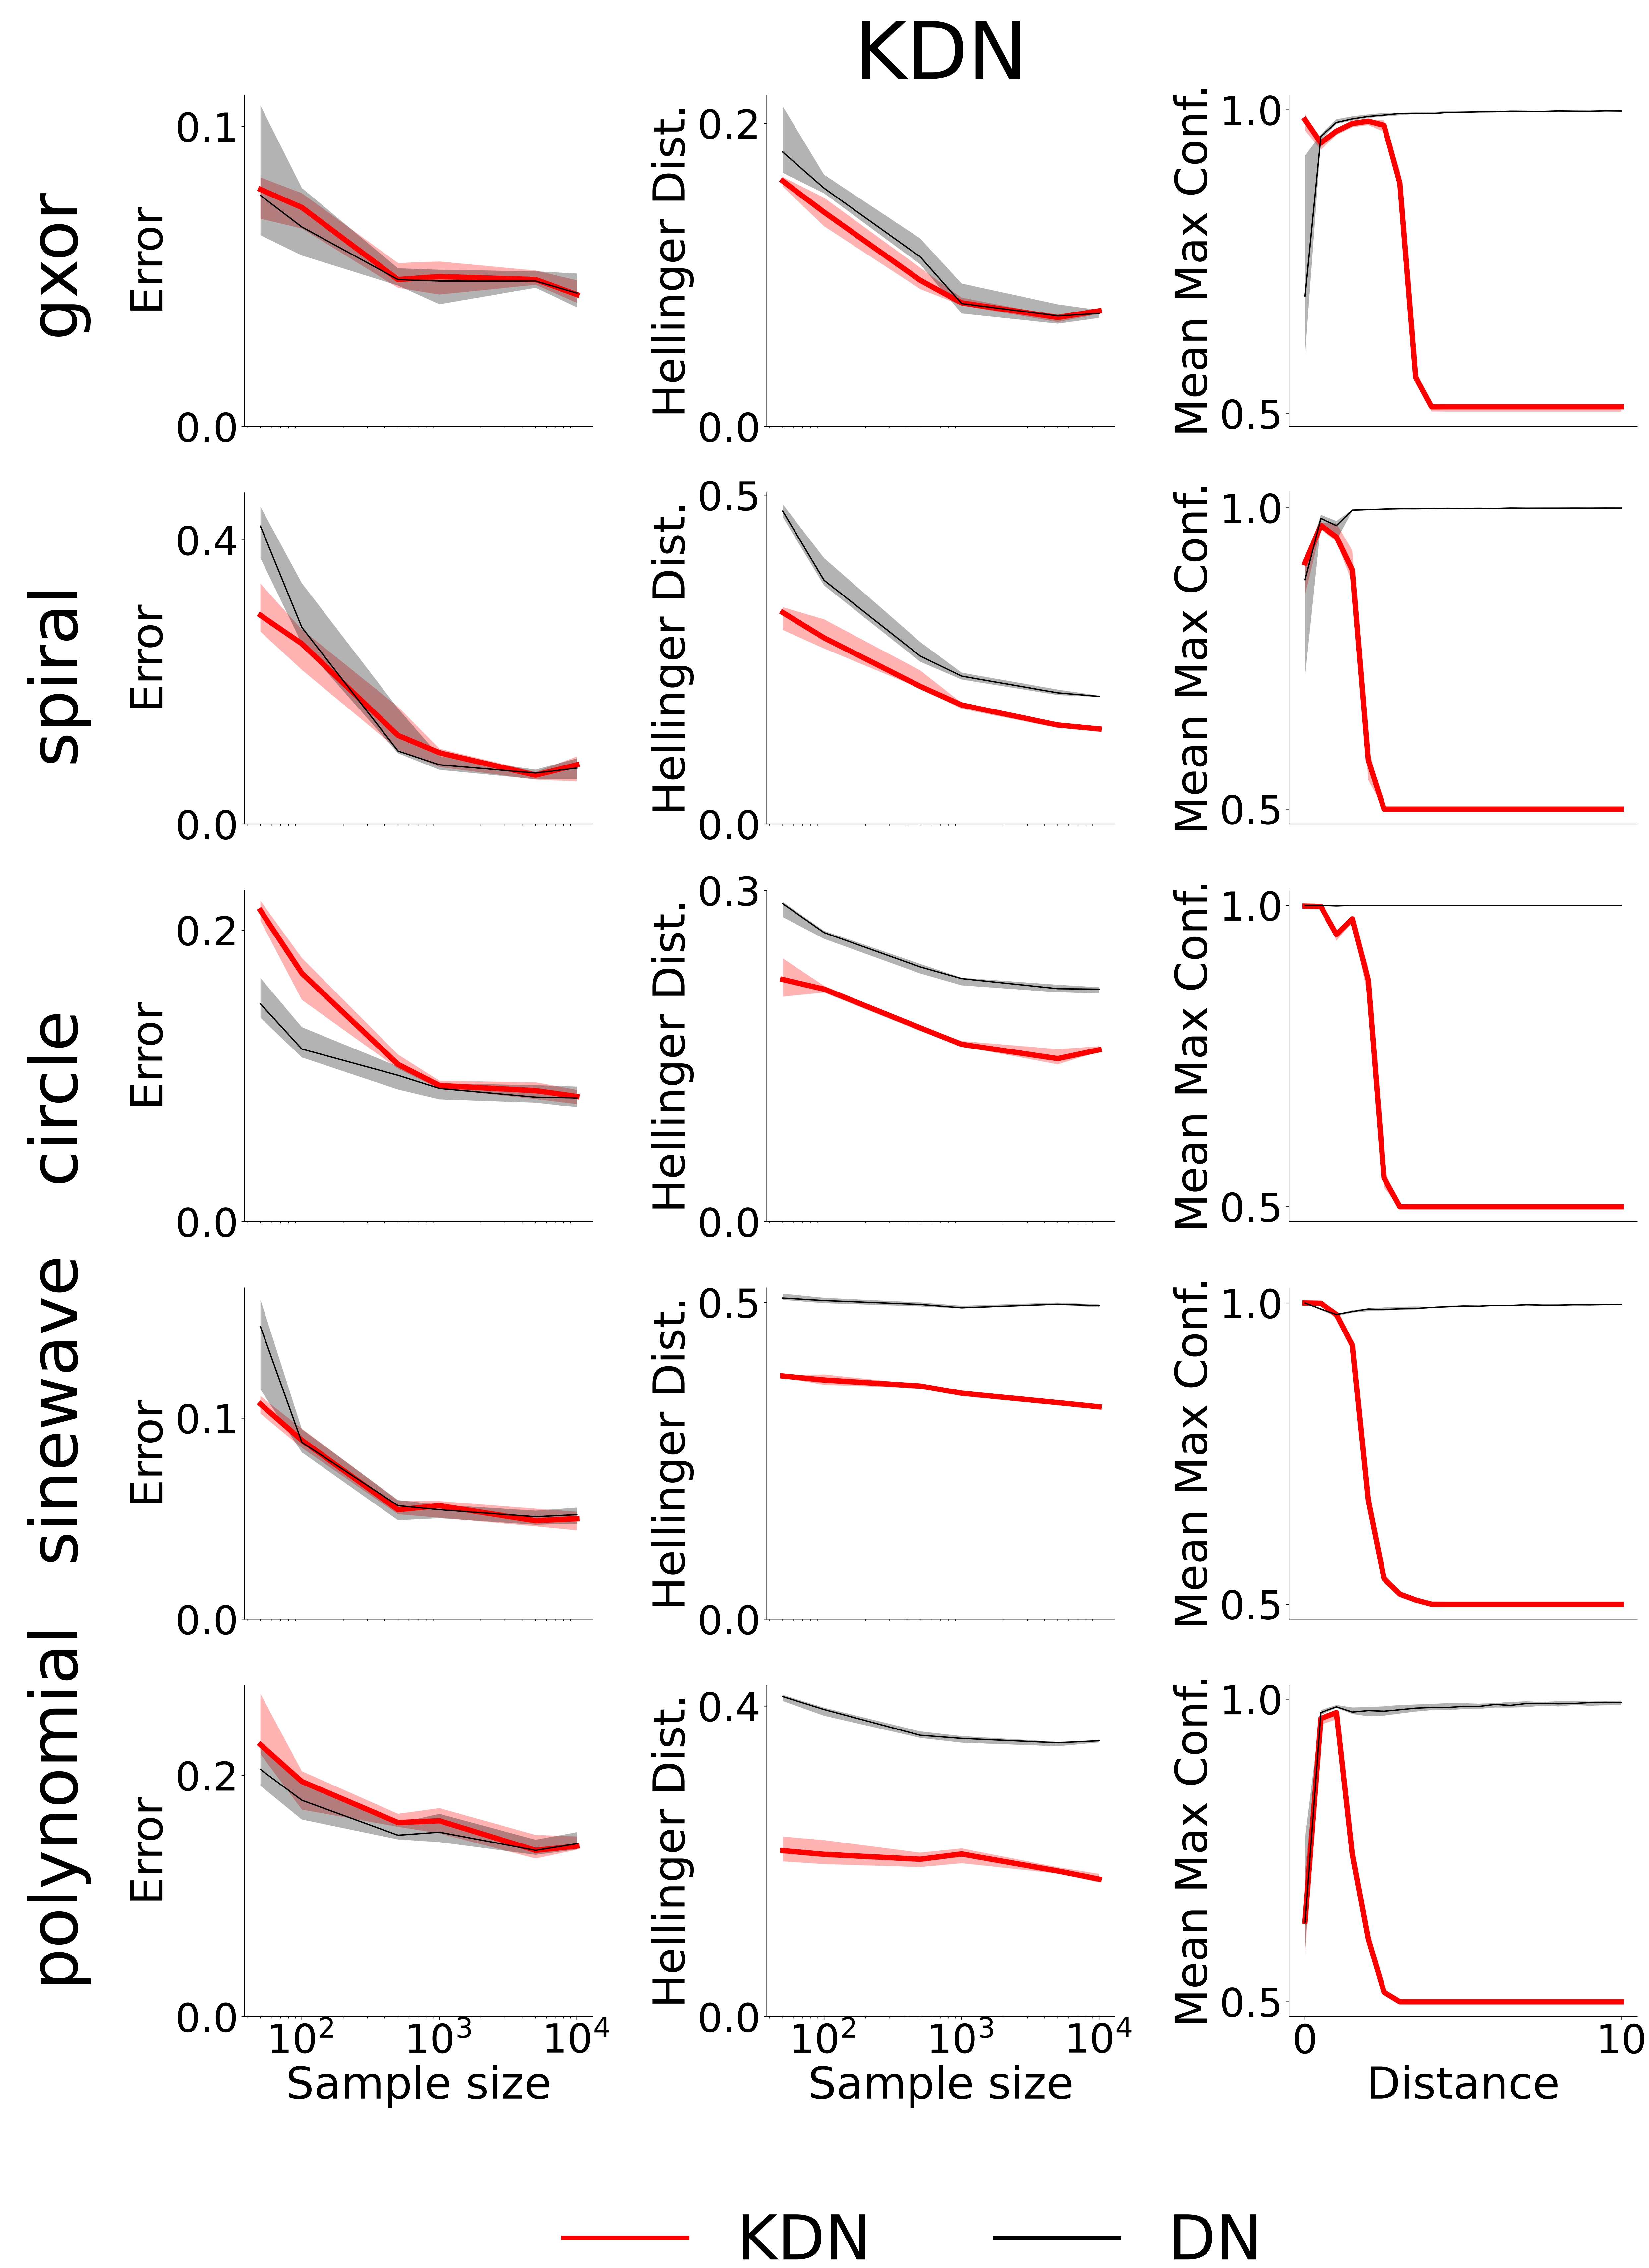 KDN
gxor
Error
0.1
0.0
Hellinger Dist.
0.2
0.0
Mean Max Conf.
1.0
0.5
spiral
Error
0.4
0.0
Hellinger Dist.
0.5
0.0
Mean Max Conf.
1.0
0.5
circle
Error
0.2
0.0
Hellinger Dist.
0.3
0.0
Mean Max Conf.
1.0
0.5
sinewave
Error
0.1
0.0
Hellinger Dist.
0.5
0.0
Mean Max Conf.
1.0
0.5
polynomial
Error
0.2
0.0
10² 10³ 10⁴
Sample size
Hellinger Dist.
0.4
0.0
10² 10³ 10⁴
Sample size
Mean Max Conf.
1.0
0.5
0 10
Distance
KDN DN